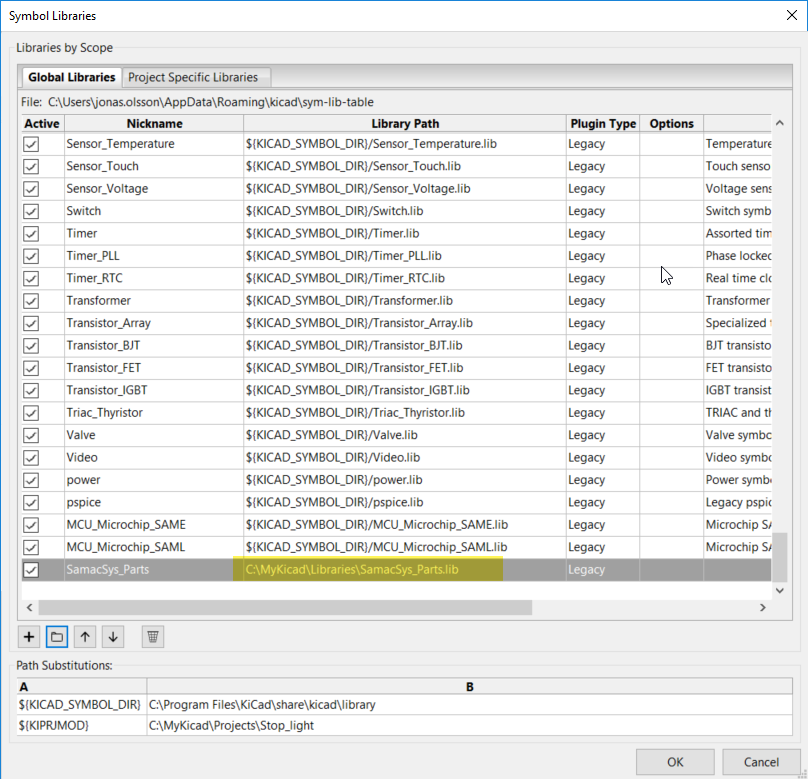 Symbol Libraries
Libraries by Scope
Global Libraries Project Specific Libraries
File: C:\Users\jonas.olsson\AppData\Roaming\kicad\sym-lib-table
Active Nickname Library Path Plugin Type Options
Sensor_Temperature ${KICAD_SYMBOL_DIR}/Sensor_Temperature.lib Legacy Temperature
Sensor_Touch ${KICAD_SYMBOL_DIR}/Sensor_Touch.lib Legacy Touch senso
Sensor_Voltage ${KICAD_SYMBOL_DIR}/Sensor_Voltage.lib Legacy Voltage sens
Switch ${KICAD_SYMBOL_DIR}/Switch.lib Legacy Switch symb
Timer ${KICAD_SYMBOL_DIR}/Timer.lib Legacy Assorted tim
Timer_PLL ${KICAD_SYMBOL_DIR}/Timer_PLL.lib Legacy Phase locked
Timer_RTC ${KICAD_SYMBOL_DIR}/Timer_RTC.lib Legacy Real time clo
Transformer ${KICAD_SYMBOL_DIR}/Transformer.lib Legacy Transformer
Transistor_Array ${KICAD_SYMBOL_DIR}/Transistor_Array.lib Legacy Specialized t
Transistor_BJT ${KICAD_SYMBOL_DIR}/Transistor_BJT.lib Legacy BJT transisto
Transistor_FET ${KICAD_SYMBOL_DIR}/Transistor_FET.lib Legacy FET transisto
Transistor_IGBT ${KICAD_SYMBOL_DIR}/Transistor_IGBT.lib Legacy IGBT transist
Triac_Thyristor ${KICAD_SYMBOL_DIR}/Triac_Thyristor.lib Legacy TRIAC and th
Valve ${KICAD_SYMBOL_DIR}/Valve.lib Legacy Valve symbo
Video ${KICAD_SYMBOL_DIR}/Video.lib Legacy Video symbo
power ${KICAD_SYMBOL_DIR}/power.lib Legacy Power symb
pspice ${KICAD_SYMBOL_DIR}/pspice.lib Legacy Legacy pspic
MCU_Microchip_SAME ${KICAD_SYMBOL_DIR}/MCU_Microchip_SAME.lib Legacy Microchip SA
MCU_Microchip_SAML ${KICAD_SYMBOL_DIR}/MCU_Microchip_SAML.lib Legacy Microchip SA
SamacSys_Parts C:\MyKicad\Libraries\SamacSys_Parts.lib Legacy
Path Substitutions:
A B
${KICAD_SYMBOL_DIR} C:\Program Files\KiCad\share\kicad\library
${KIPRJMOD} C:\MyKicad\Projects\Stop_light
OK Cancel